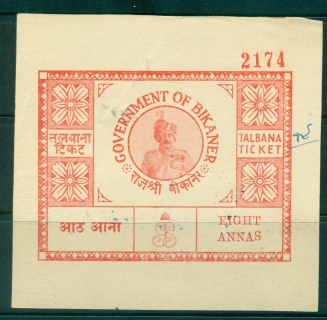 2174
GOVERNMENT OF BIKANER
राजश्री बीकानेर
तलबाना
टिकट
TALBANA
TICKET
आठ आना
EIGHT
ANNAS